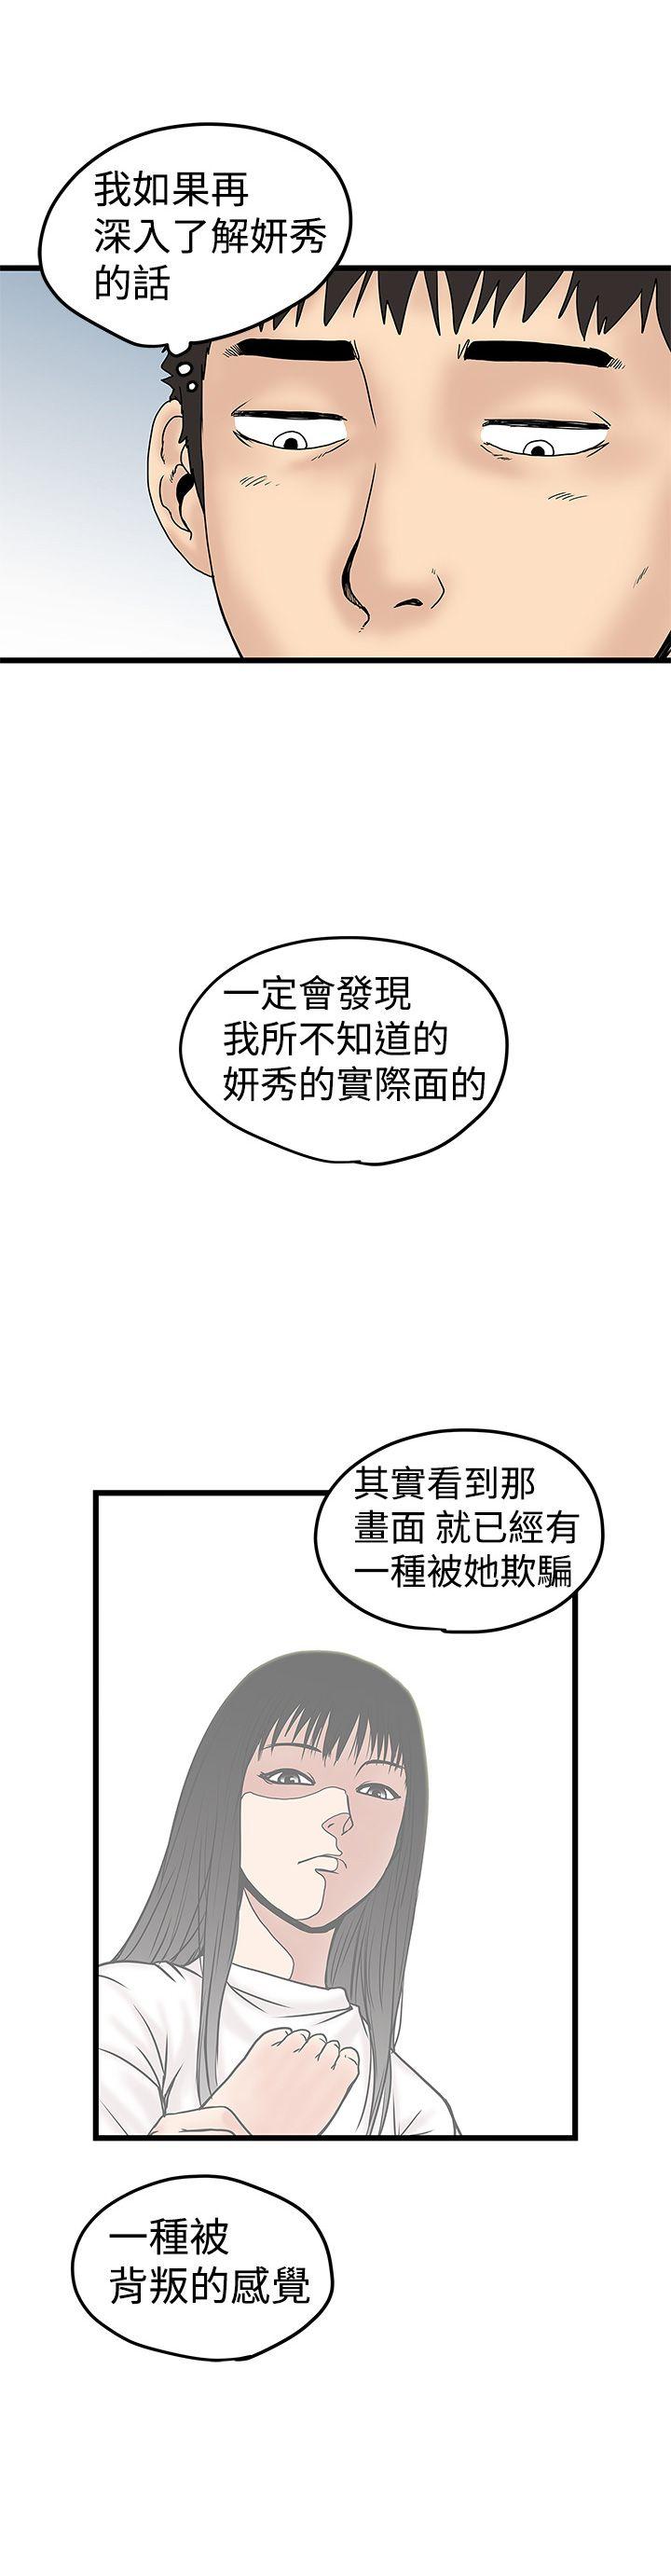 我如果再
深入了解妍秀
的話
一定會發現
我所不知道的
妍秀的實際面的
其實看到那
畫面 就已經有
一種被她欺騙
一種被
背叛的感覺